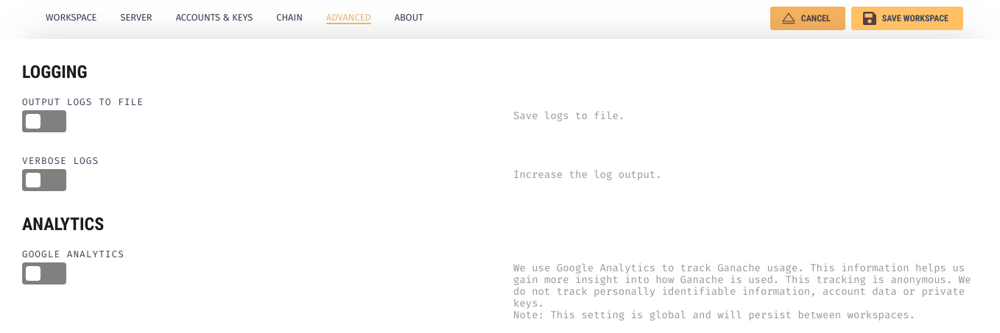 WORKSPACE SERVER ACCOUNTS & KEYS CHAIN ADVANCED ABOUT CANCEL SAVE WORKSPACE
LOGGING
OUTPUT LOGS TO FILE
Save logs to file.
VERBOSE LOGS
Increase the log output.
ANALYTICS
GOOGLE ANALYTICS
We use Google Analytics to track Ganache usage. This information helps us
gain more insight into how Ganache is used. This tracking is anonymous. We
do not track personally identifiable information, account data or private
keys.
Note: This setting is global and will persist between workspaces.